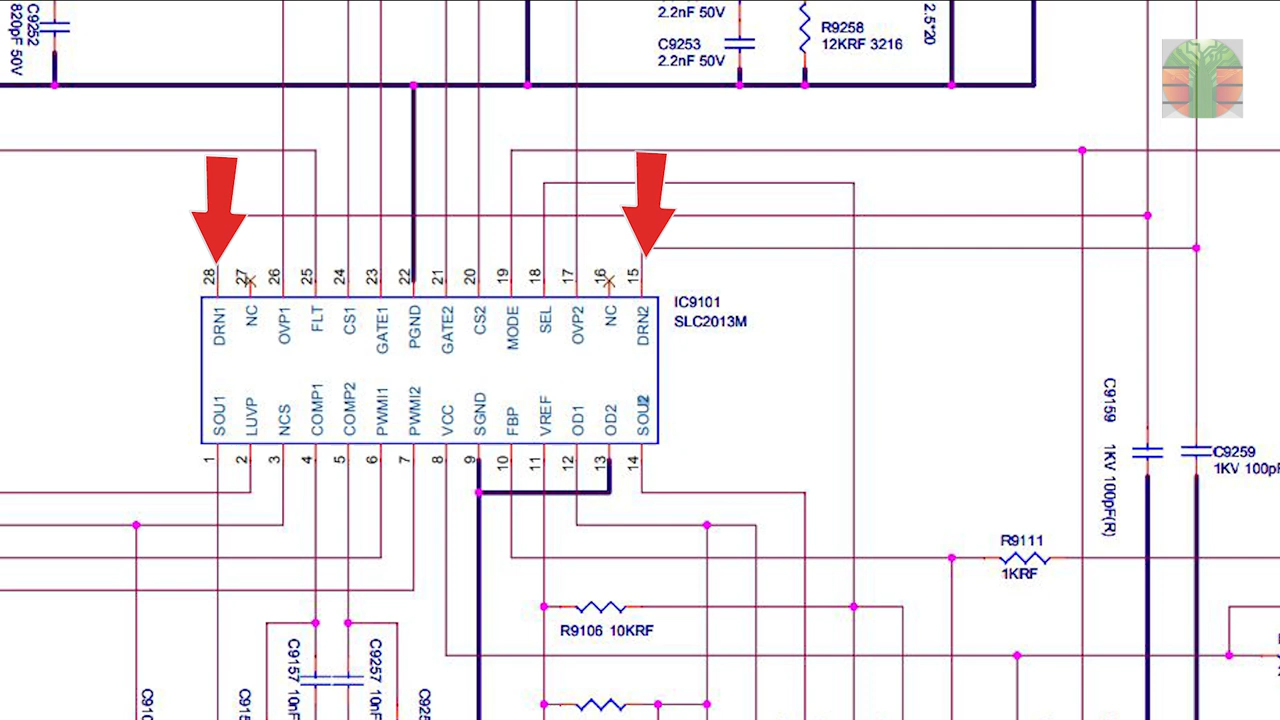 C9252
820pF 50V
2.2nF 50V
C9253
2.2nF 50V
R9258
12KRF 3216
2.5*20
28
27
26
25
24
23
22
21
20
19
18
17
16
15
DRN1
NC
OVP1
FLT
CS1
GATE1
PGND
GATE2
CS2
MODE
SEL
OVP2
NC
DRN2
IC9101
SLC2013M
SOU1
LUVP
NCS
COMP1
COMP2
PWMI1
PWMI2
VCC
SGND
FBP
VREF
OD1
OD2
SOU2
1
2
3
4
5
6
7
8
9
10
11
12
13
14
C9159
1KV 100pF(R)
C9259
1KV 100pF
R9111
1KRF
R9106 10KRF
C9157 10nF
C9257 10nF